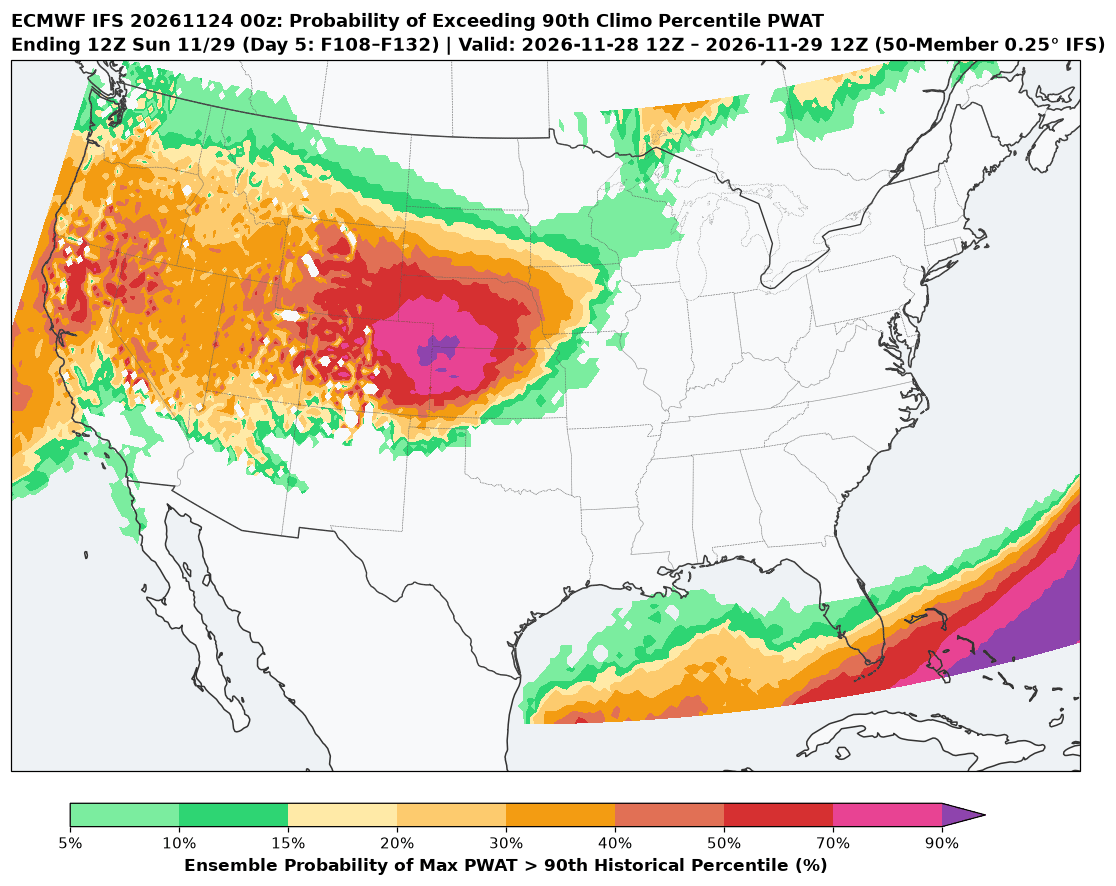 ECMWF IFS 20261124 00z: Probability of Exceeding 90th Climo Percentile PWAT
Ending 12Z Sun 11/29 (Day 5: F108–F132) | Valid: 2026-11-28 12Z – 2026-11-29 12Z (50-Member 0.25° IFS)
5% 10% 15% 20% 30% 40% 50% 70% 90%
Ensemble Probability of Max PWAT > 90th Historical Percentile (%)